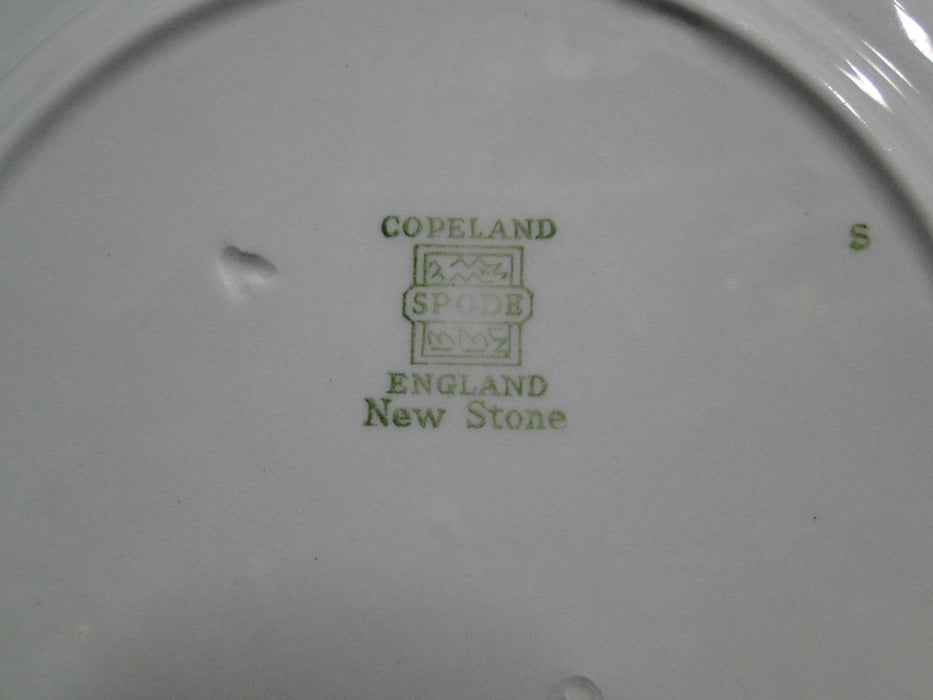 COPELAND
SPODE
ENGLAND
New Stone
S